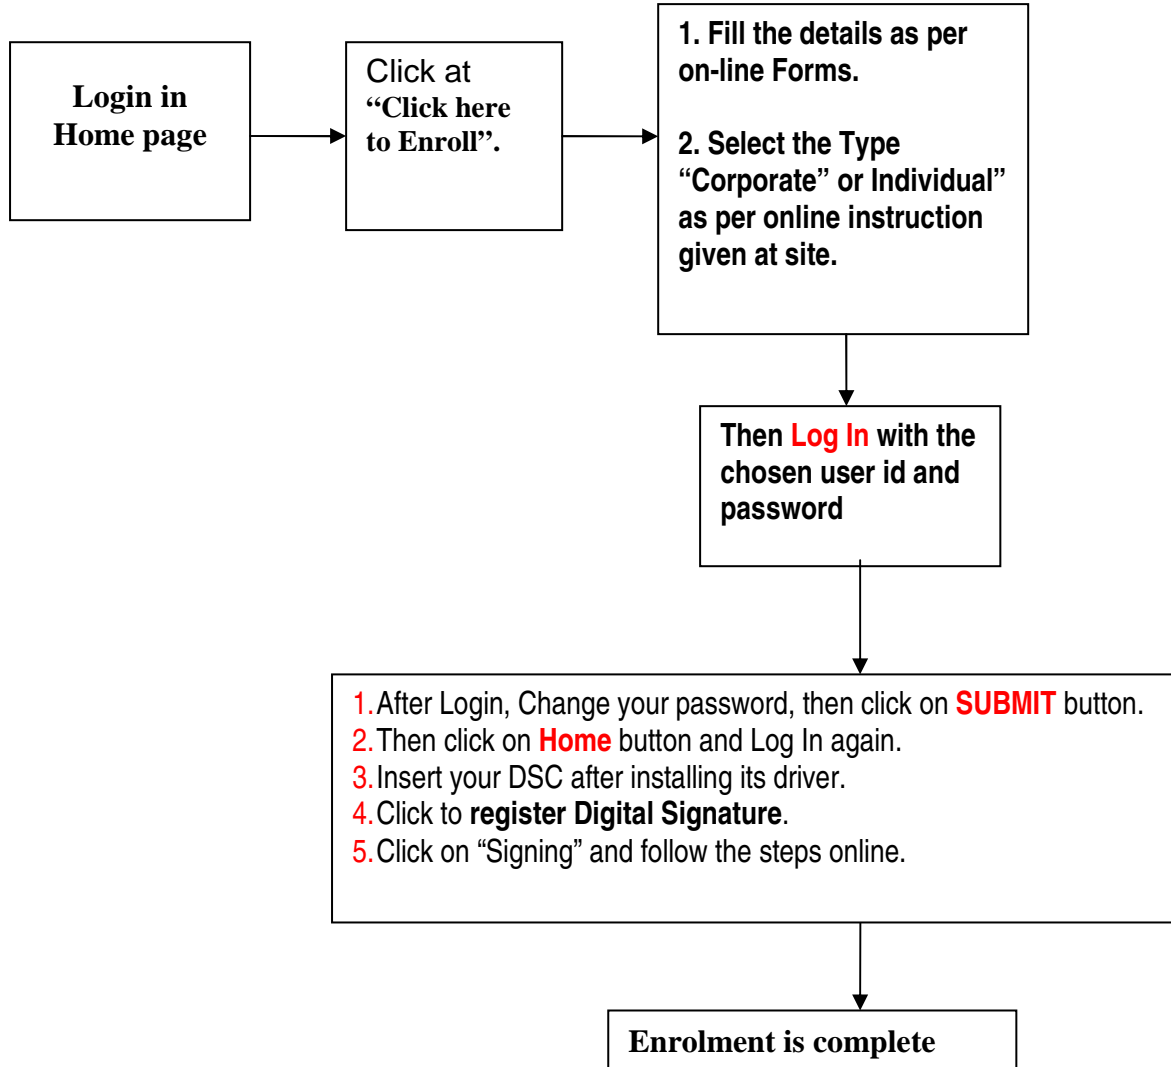 Login in
Home page
Click at
“Click here
to Enroll”.
1. Fill the details as per
on-line Forms.
2. Select the Type
“Corporate” or Individual”
as per online instruction
given at site.
Then Log In with the
chosen user id and
password
1.After Login, Change your password, then click on SUBMIT button.
2.Then click on Home button and Log In again.
3.Insert your DSC after installing its driver.
4.Click to register Digital Signature.
5.Click on “Signing” and follow the steps online.
Enrolment is complete